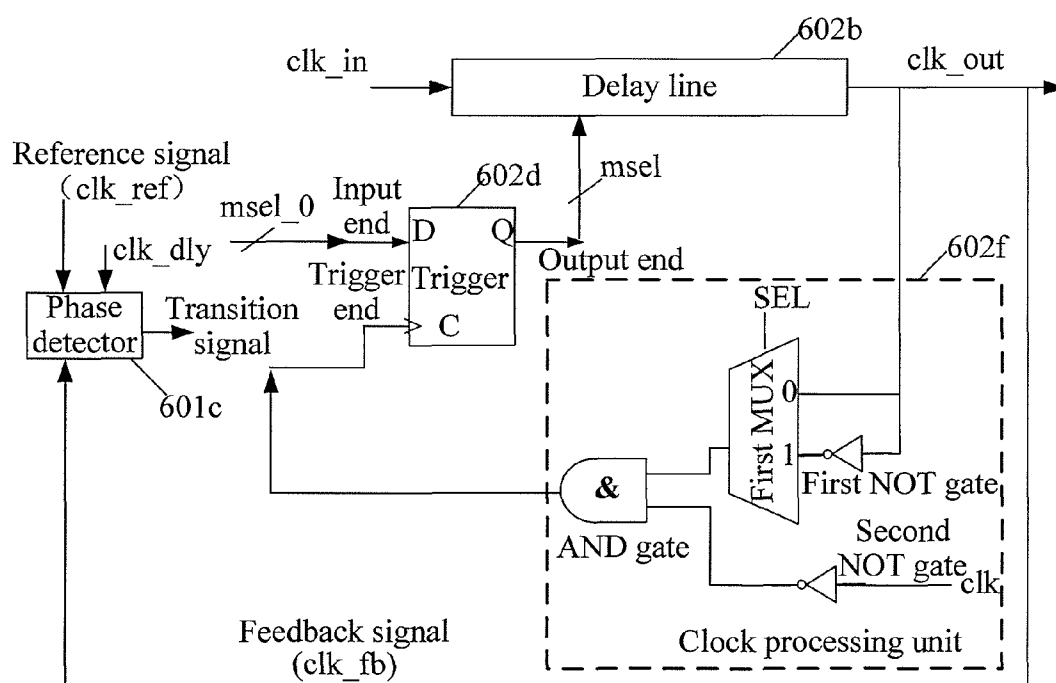 602b
clk_in
clk_out
Delay line
Reference signal
(clk_ref)
602d
msel
msel_0
Input
end
D
Q
clk_dly
Output end
602f
Trigger
end
Trigger
C
SEL
Phase
detector
Transition
signal
601c
First MUX
0
1
First NOT gate
&
AND gate
Second
NOT gate
clk
Feedback signal
(clk_fb)
Clock processing unit